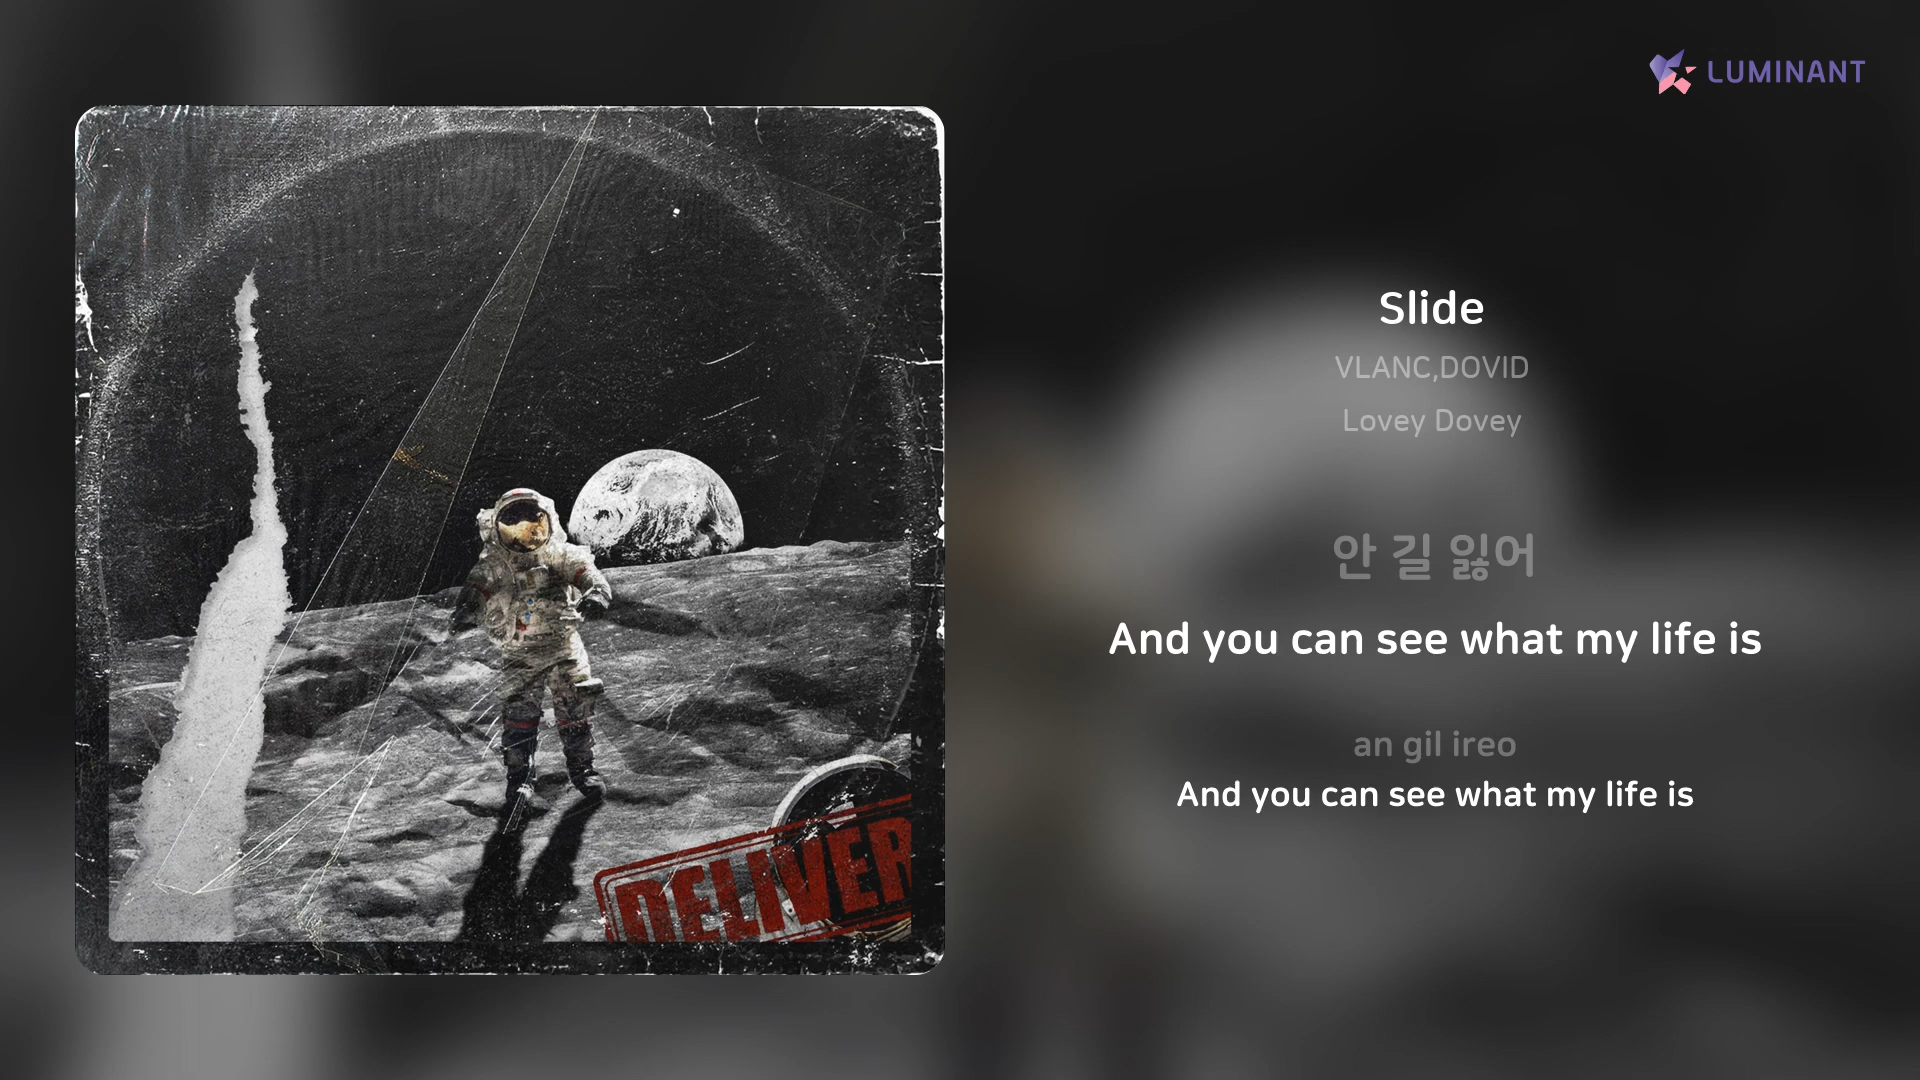 LUMINANT
Slide
VLANC,DOVID
Lovey Dovey
안 길 잃어
And you can see what my life is
an gil ireo
And you can see what my life is
DELIVER